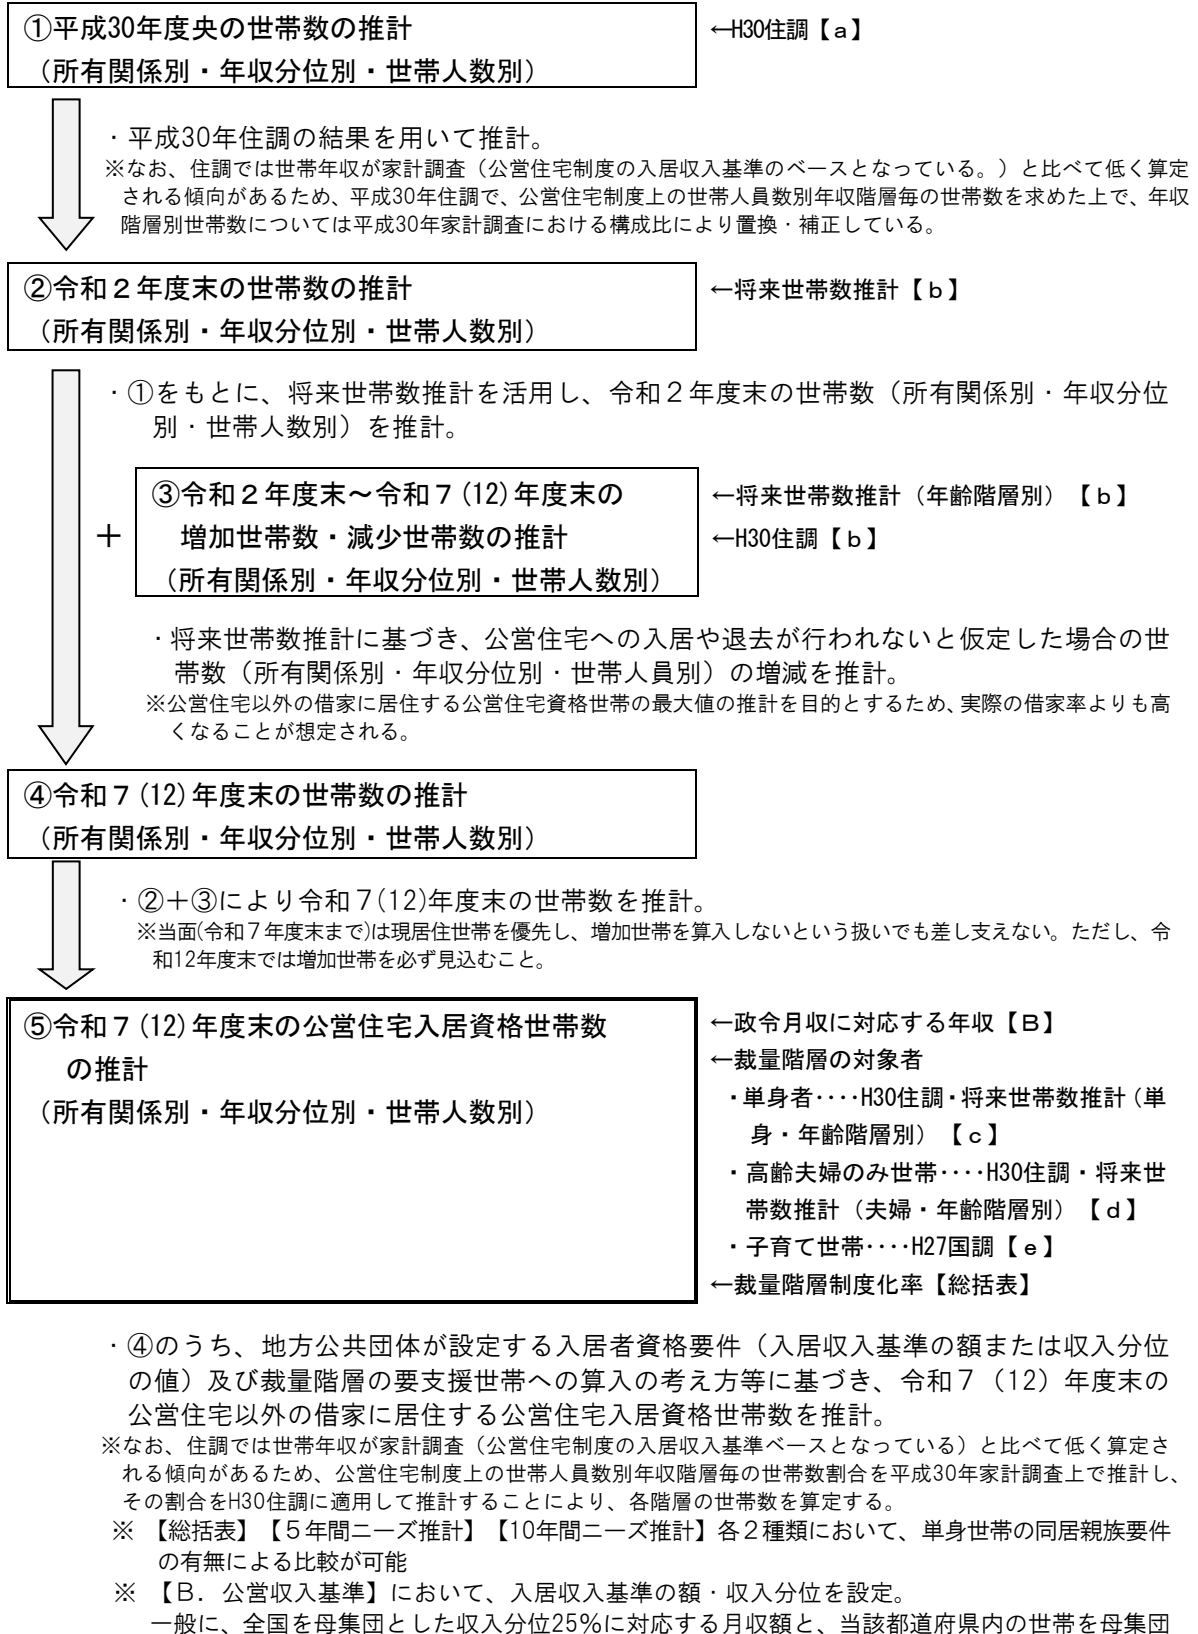 ①平成30年度央の世帯数の推計
（所有関係別・年収分位別・世帯人数別）
←H30住調【ａ】
・平成30年住調の結果を用いて推計。
※なお、住調では世帯年収が家計調査（公営住宅制度の入居収入基準のベースとなっている。）と比べて低く算定
される傾向があるため、平成30年住調で、公営住宅制度上の世帯人員数別年収階層毎の世帯数を求めた上で、年収
階層別世帯数については平成30年家計調査における構成比により置換・補正している。
②令和２年度末の世帯数の推計
（所有関係別・年収分位別・世帯人数別）
←将来世帯数推計【ｂ】
・①をもとに、将来世帯数推計を活用し、令和２年度末の世帯数（所有関係別・年収分位
別・世帯人数別）を推計。
＋
③令和２年度末～令和７(12)年度末の
増加世帯数・減少世帯数の推計
（所有関係別・年収分位別・世帯人数別）
←将来世帯数推計（年齢階層別）【ｂ】
←H30住調【ｂ】
・将来世帯数推計に基づき、公営住宅への入居や退去が行われないと仮定した場合の世
帯数（所有関係別・年収分位別・世帯人員別）の増減を推計。
※公営住宅以外の借家に居住する公営住宅資格世帯の最大値の推計を目的とするため、実際の借家率よりも高
くなることが想定される。
④令和７(12)年度末の世帯数の推計
（所有関係別・年収分位別・世帯人数別）
・②＋③により令和７(12)年度末の世帯数を推計。
※当面(令和７年度末まで)は現居住世帯を優先し、増加世帯を算入しないという扱いでも差し支えない。ただし、令
和12年度末では増加世帯を必ず見込むこと。
⑤令和７(12)年度末の公営住宅入居資格世帯数
の推計
（所有関係別・年収分位別・世帯人数別）
←政令月収に対応する年収【Ｂ】
←裁量階層の対象者
・単身者････H30住調・将来世帯数推計（単
身・年齢階層別）【ｃ】
・高齢夫婦のみ世帯････H30住調・将来世
帯数推計（夫婦・年齢階層別）【ｄ】
・子育て世帯････H27国調【ｅ】
←裁量階層制度化率【総括表】
・④のうち、地方公共団体が設定する入居者資格要件（入居収入基準の額または収入分位
の値）及び裁量階層の要支援世帯への算入の考え方等に基づき、令和７（12）年度末の
公営住宅以外の借家に居住する公営住宅入居資格世帯数を推計。
※なお、住調では世帯年収が家計調査（公営住宅制度の入居収入基準ベースとなっている）と比べて低く算定さ
れる傾向があるため、公営住宅制度上の世帯人員数別年収階層毎の世帯数割合を平成30年家計調査上で推計し、
その割合をH30住調に適用して推計することにより、各階層の世帯数を算定する。
※　【総括表】【５年間ニーズ推計】【10年間ニーズ推計】各２種類において、単身世帯の同居親族要件
の有無による比較が可能
※　【Ｂ．公営収入基準】において、入居収入基準の額・収入分位を設定。
一般に、全国を母集団とした収入分位25％に対応する月収額と、当該都道府県内の世帯を母集団